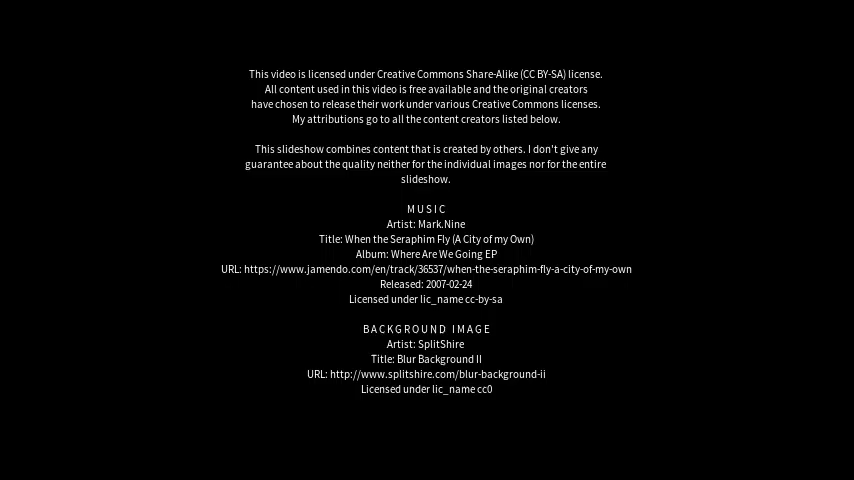 This video is licensed under Creative Commons Share-Alike (CC BY-SA) license.
All content used in this video is free available and the original creators
have chosen to release their work under various Creative Commons licenses.
My attributions go to all the content creators listed below.
This slideshow combines content that is created by others. I don't give any
guarantee about the quality neither for the individual images nor for the entire
slideshow.
MUSIC
Artist: Mark.Nine
Title: When the Seraphim Fly (A City of my Own)
Album: Where Are We Going EP
URL: https://www.jamendo.com/en/track/36537/when-the-seraphim-fly-a-city-of-my-own
Released: 2007-02-24
Licensed under lic_name cc-by-sa
BACKGROUND IMAGE
Artist: SplitShire
Title: Blur Background II
URL: http://www.splitshire.com/blur-background-ii
Licensed under lic_name cc0